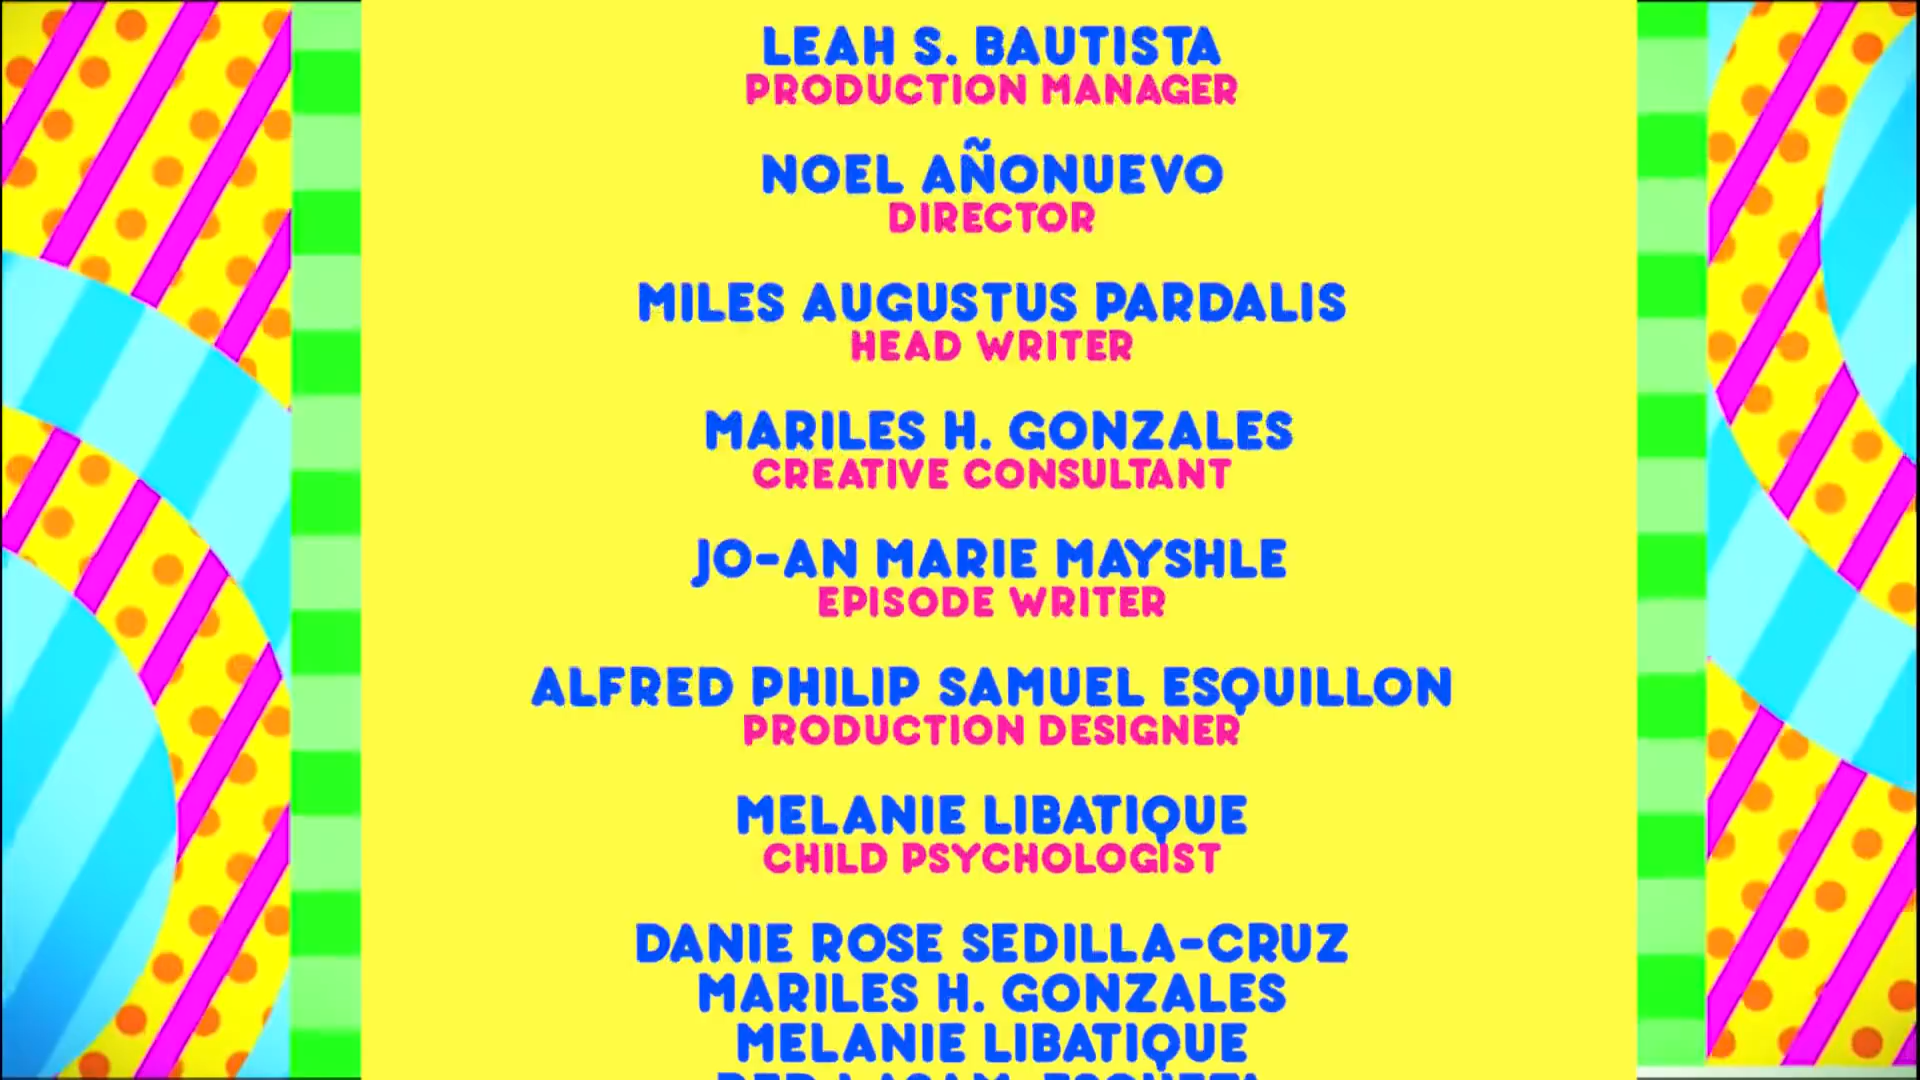 LEAH S. BAUTISTA
PRODUCTION MANAGER
NOEL AÑONUEVO
DIRECTOR
MILES AUGUSTUS PARDALIS
HEAD WRITER
MARILES H. GONZALES
CREATIVE CONSULTANT
JO-AN MARIE MAYSHLE
EPISODE WRITER
ALFRED PHILIP SAMUEL ESQUILLON
PRODUCTION DESIGNER
MELANIE LIBATIQUE
CHILD PSYCHOLOGIST
DANIE ROSE SEDILLA-CRUZ
MARILES H. GONZALES
MELANIE LIBATIQUE